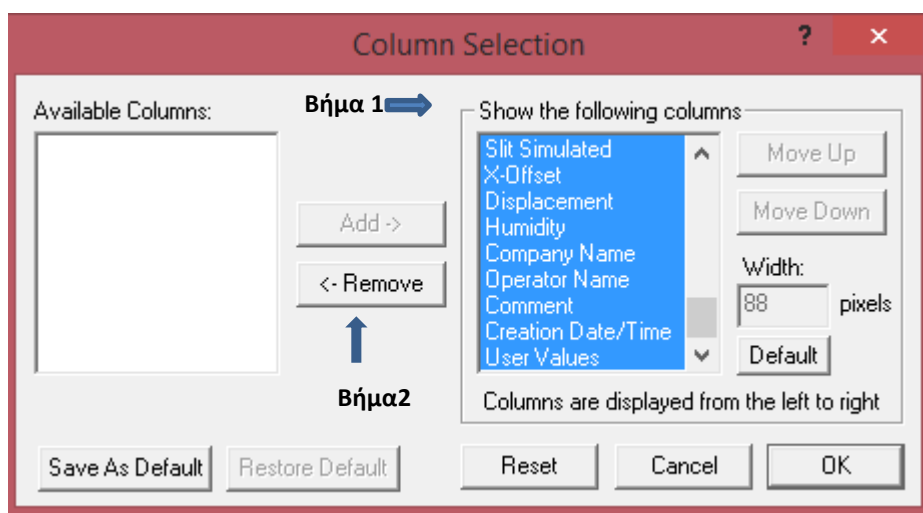 Column Selection
?
×
Available Columns:
Βήμα 1
Show the following columns
Slit Simulated
X-Offset
Displacement
Humidity
Company Name
Operator Name
Comment
Creation Date/Time
User Values
Add ->
<- Remove
Βήμα2
Move Up
Move Down
Width:
88 pixels
Default
Columns are displayed from the left to right
Save As Default
Restore Default
Reset
Cancel
OK